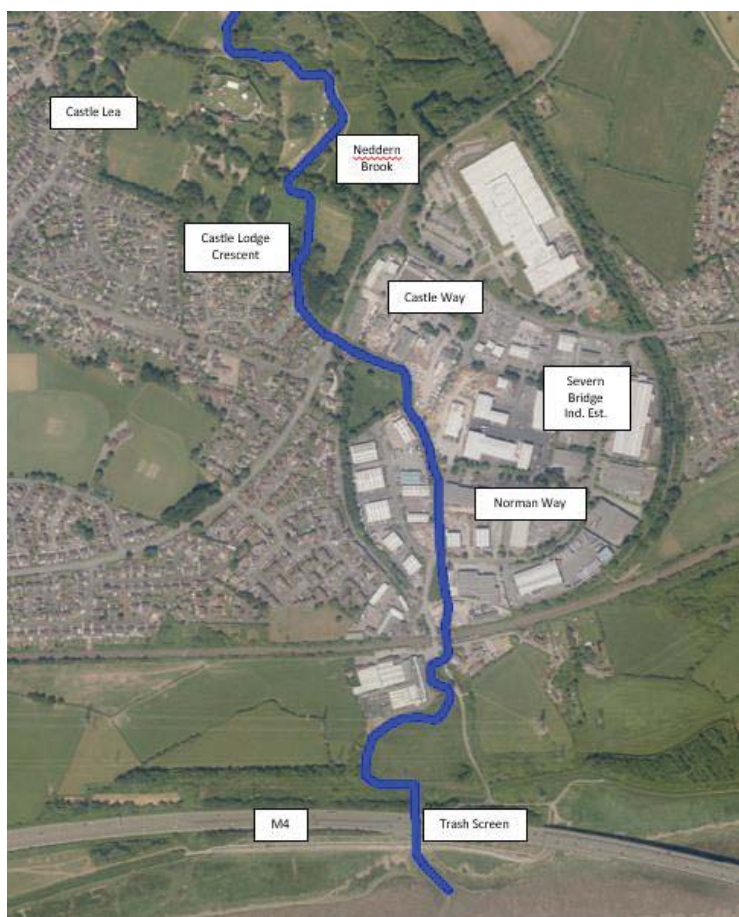 Castle Lea
Neddern
Brook
Castle Lodge
Crescent
Castle Way
Severn
Bridge
Ind. Est.
Norman Way
M4
Trash Screen